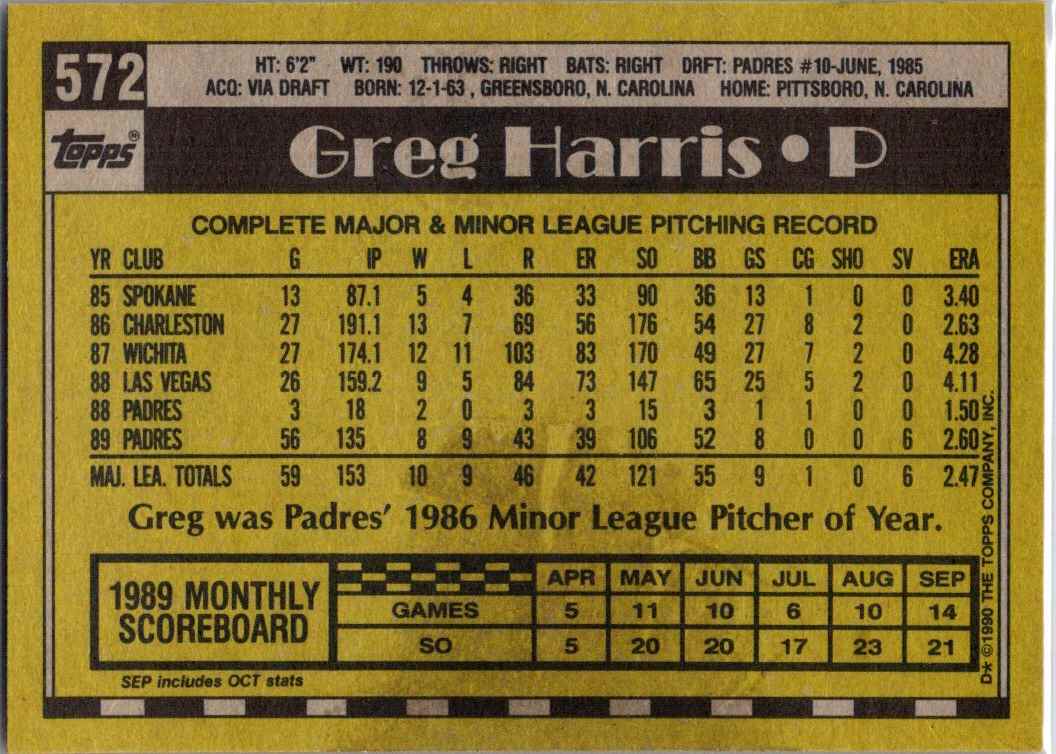 572
HT: 6'2" WT: 190 THROWS: RIGHT BATS: RIGHT DRFT: PADRES #10-JUNE, 1985
ACQ: VIA DRAFT BORN: 12-1-63 , GREENSBORO, N. CAROLINA HOME: PITTSBORO, N. CAROLINA
topps®
Greg Harris • P
COMPLETE MAJOR & MINOR LEAGUE PITCHING RECORD
YR CLUB G IP W L R ER SO BB GS CG SHO SV ERA
85 SPOKANE 13 87.1 5 4 36 33 90 36 13 1 0 0 3.40
86 CHARLESTON 27 191.1 13 7 69 56 176 54 27 8 2 0 2.63
87 WICHITA 27 174.1 12 11 103 83 170 49 27 7 2 0 4.28
88 LAS VEGAS 26 159.2 9 5 84 73 147 65 25 5 2 0 4.11
88 PADRES 3 18 2 0 3 3 15 3 1 1 0 0 1.50
89 PADRES 56 135 8 9 43 39 106 52 8 0 0 6 2.60
MAJ. LEA. TOTALS 59 153 10 9 46 42 121 55 9 1 0 6 2.47
Greg was Padres' 1986 Minor League Pitcher of Year.
1989 MONTHLY
SCOREBOARD
APR MAY JUN JUL AUG SEP
GAMES 5 11 10 6 10 14
SO 5 20 20 17 23 21
SEP includes OCT stats
D* ©1990 THE TOPPS COMPANY, INC.